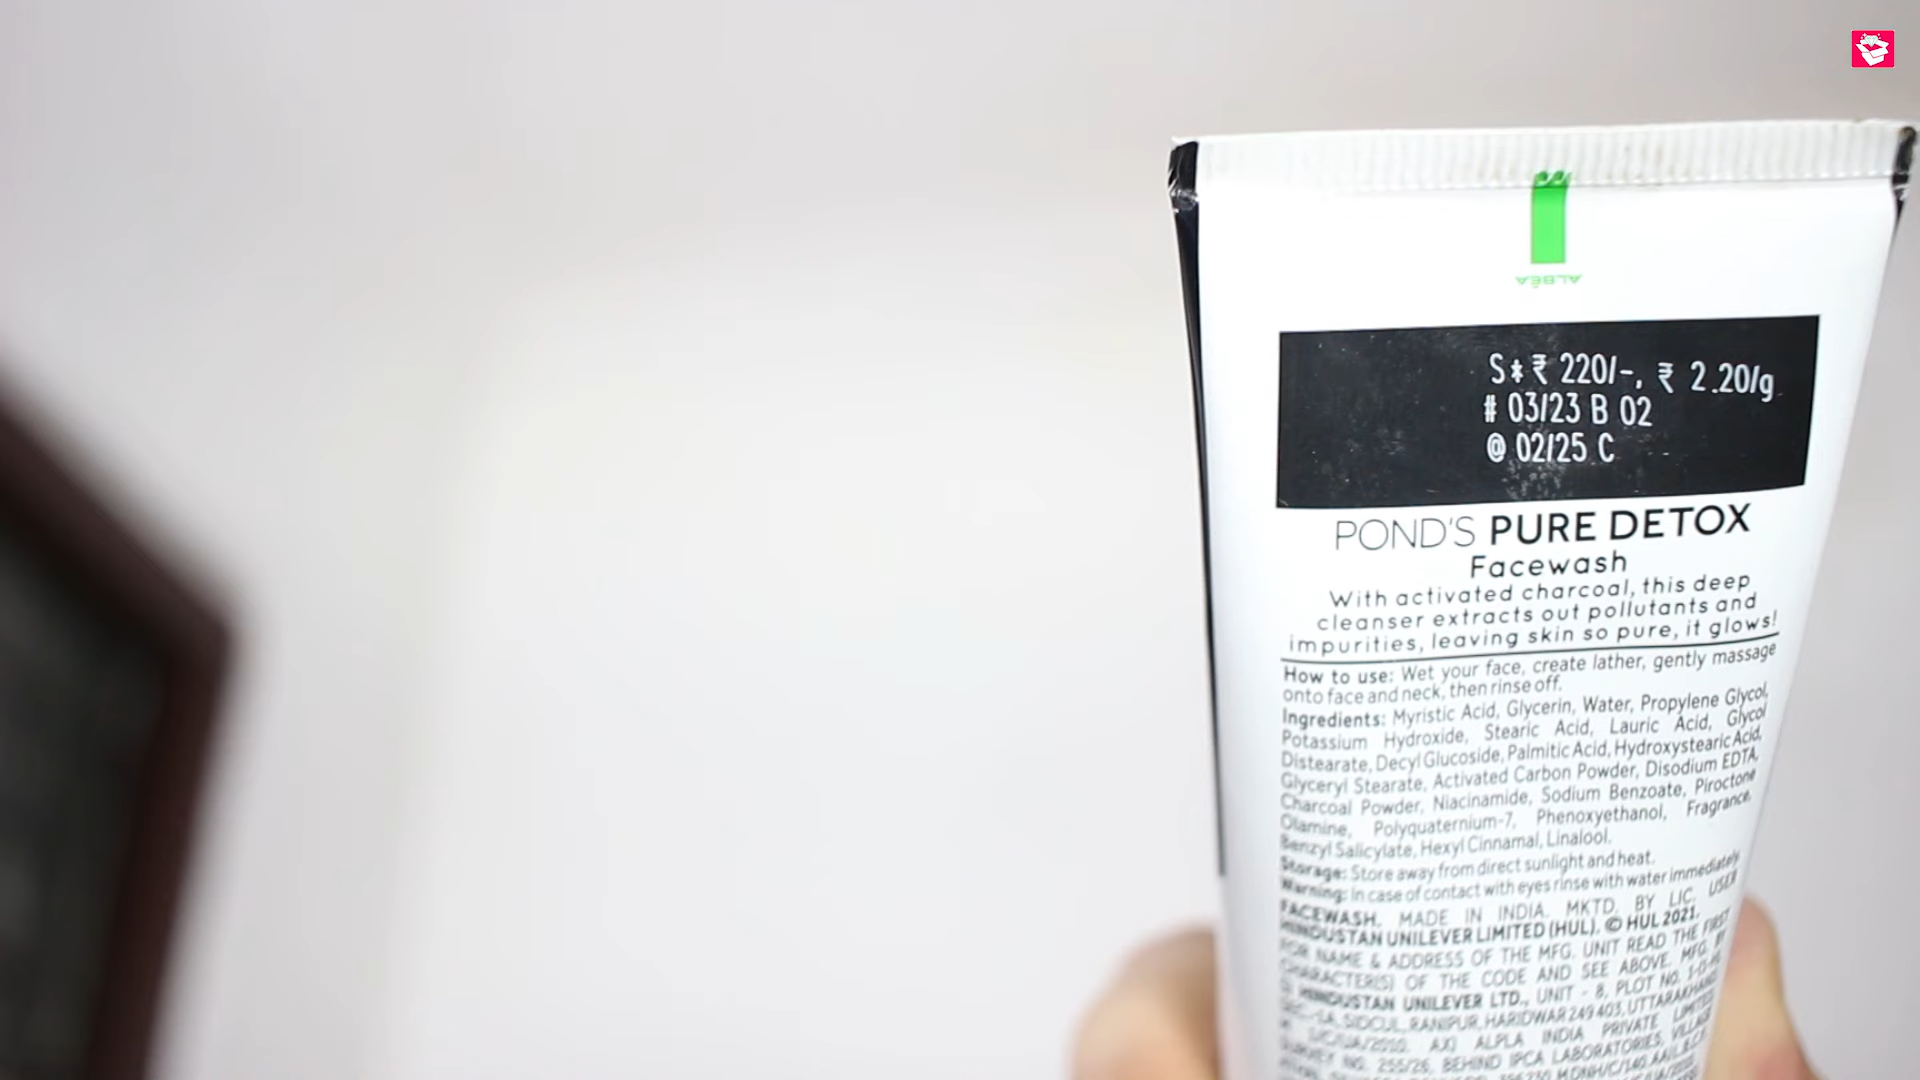 ALBÉA
S*₹ 220/-, ₹ 2.20/g
# 03/23 B 02
@ 02/25 C
POND'S PURE DETOX
Facewash
With activated charcoal, this deep
cleanser extracts out pollutants and
impurities, leaving skin so pure, it glows!
How to use: Wet your face, create lather, gently massage
onto face and neck, then rinse off.
Ingredients: Myristic Acid, Glycerin, Water, Propylene Glycol,
Potassium Hydroxide, Stearic Acid, Lauric Acid, Glycol
Distearate, Decyl Glucoside, Palmitic Acid, Hydroxystearic Acid,
Glyceryl Stearate, Activated Carbon Powder, Disodium EDTA,
Charcoal Powder, Niacinamide, Sodium Benzoate, Piroctone
Olamine, Polyquaternium-7, Phenoxyethanol, Fragrance,
Benzyl Salicylate, Hexyl Cinnamal, Linalool.
Storage: Store away from direct sunlight and heat.
Warning: In case of contact with eyes rinse with water immediately
FACEWASH. MADE IN INDIA. MKTD. BY LIC. USER
HINDUSTAN UNILEVER LIMITED (HUL). © HUL 2021.
FOR NAME & ADDRESS OF THE MFG. UNIT READ THE FIRST
CHARACTER(S) OF THE CODE AND SEE ABOVE. MFG. BY
HINDUSTAN UNILEVER LTD., UNIT - 8, PLOT NO.
SIDCUL, RANIPUR, HARIDWAR 249 403, UTTARAKHAND
ALPLA INDIA PRIVATE LIMITED
SURVEY NO. 255/26, BEHIND IPCA LABORATORIES, VILLAGE